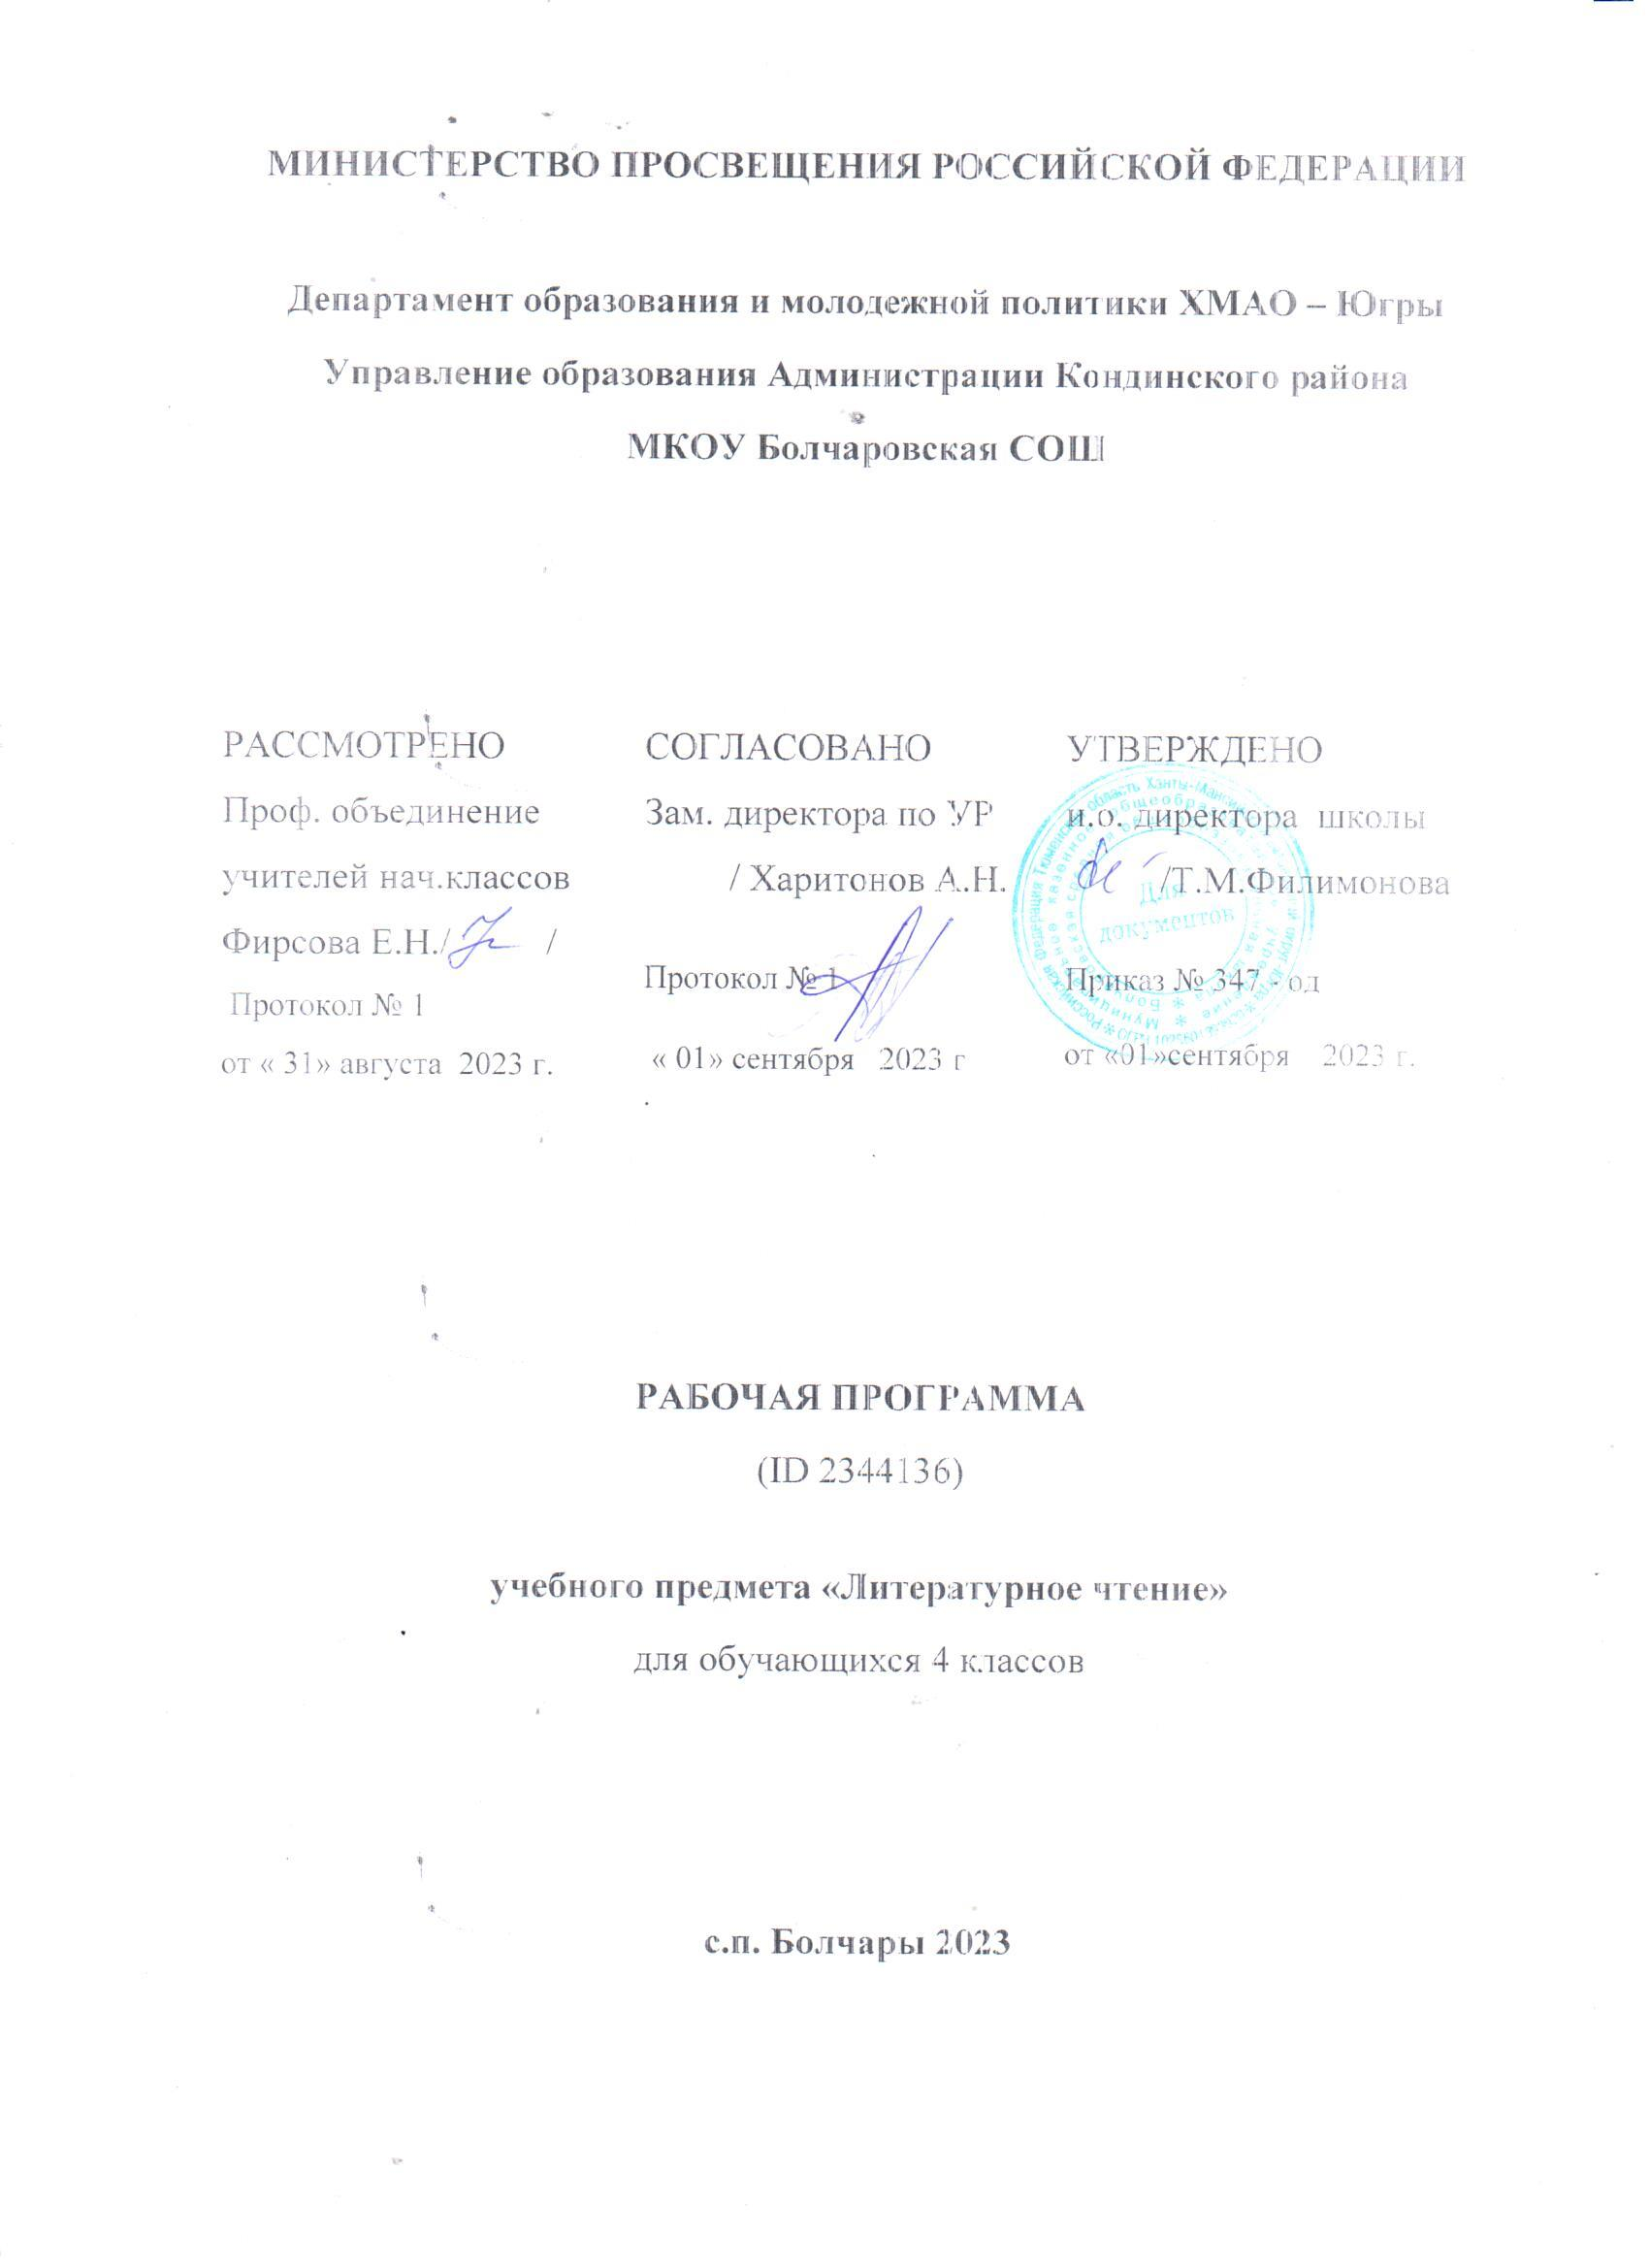 МИНИСТЕРСТВО ПРОСВЕЩЕНИЯ РОССИЙСКОЙ ФЕДЕРАЦИИ
Департамент образования и молодежной политики ХМАО – Югры
Управление образования Администрации Кондинского района
МКОУ Болчаровская СОШ
РАССМОТРЕНО
Проф. объединение
учителей нач.классов
Фирсова Е.Н./ /
Протокол № 1
от « 31» августа 2023 г.
СОГЛАСОВАНО
Зам. директора по УР
/ Харитонов А.Н.
Протокол № 1
« 01» сентября 2023 г
.
УТВЕРЖДЕНО
и.о. директора школы
/Т.М.Филимонова
Приказ № 347 - од
от «01»сентября 2023 г.
Для
документов
РАБОЧАЯ ПРОГРАММА
(ID 2344136)
учебного предмета «Литературное чтение»
для обучающихся 4 классов
с.п. Болчары 2023